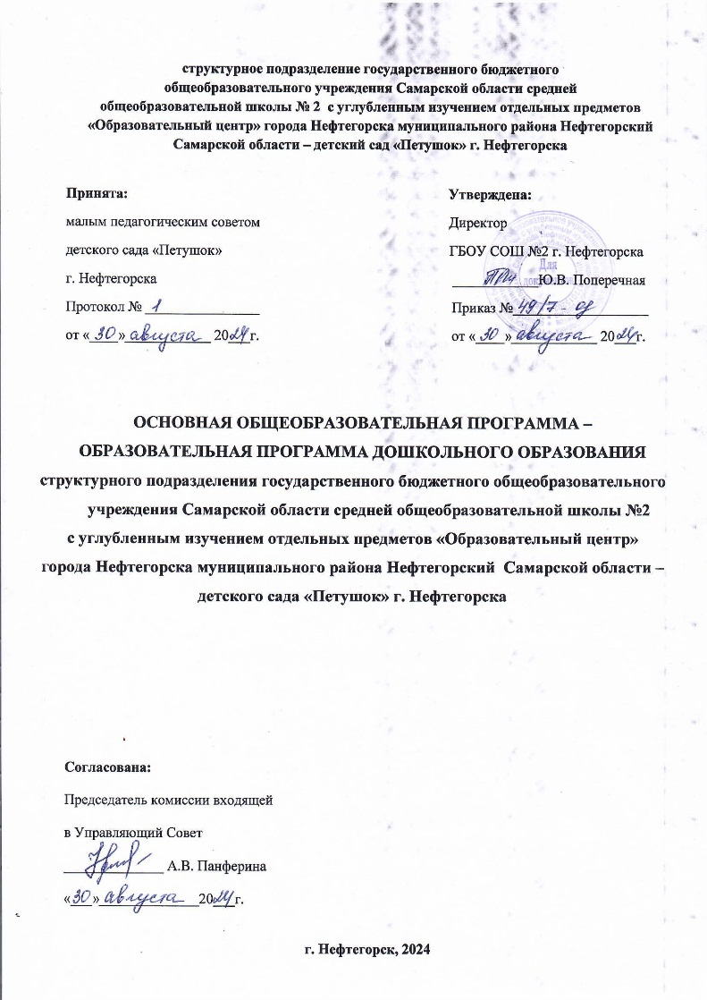 структурное подразделение государственного бюджетного
общеобразовательного учреждения Самарской области средней
общеобразовательной школы № 2 с углубленным изучением отдельных предметов
«Образовательный центр» города Нефтегорска муниципального района Нефтегорский
Самарской области – детский сад «Петушок» г. Нефтегорска
Принята:
малым педагогическим советом
детского сада «Петушок»
г. Нефтегорска
Протокол № 1
от «30» августа 2024 г.
Утверждена:
Директор
ГБОУ СОШ №2 г. Нефтегорска
Ю.В. Поперечная
Приказ № 49/7 - од
от «30» августа 2024г.
Для
ОСНОВНАЯ ОБЩЕОБРАЗОВАТЕЛЬНАЯ ПРОГРАММА –
ОБРАЗОВАТЕЛЬНАЯ ПРОГРАММА ДОШКОЛЬНОГО ОБРАЗОВАНИЯ
структурного подразделения государственного бюджетного общеобразовательного
учреждения Самарской области средней общеобразовательной школы №2
с углубленным изучением отдельных предметов «Образовательный центр»
города Нефтегорска муниципального района Нефтегорский Самарской области –
детского сада «Петушок» г. Нефтегорска
Согласована:
Председатель комиссии входящей
в Управляющий Совет
А.В. Панферина
«30» августа 2024г.
г. Нефтегорск, 2024